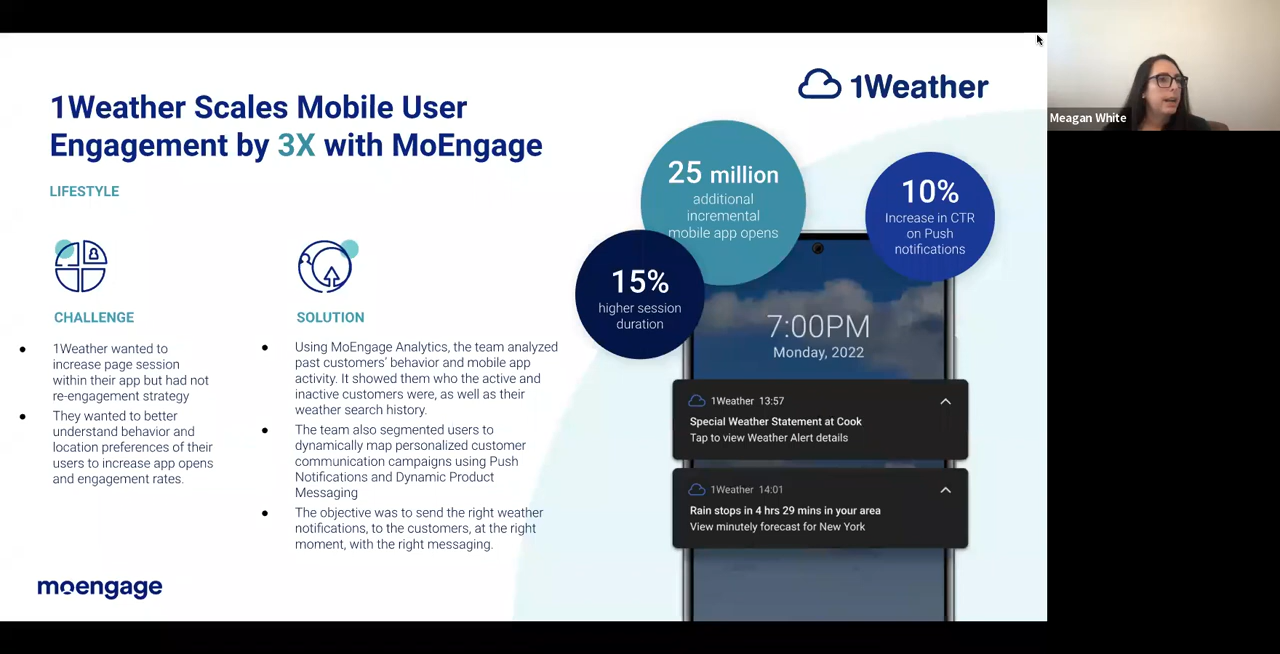 1Weather Scales Mobile User
Engagement by 3X with MoEngage
LIFESTYLE
CHALLENGE
1Weather wanted to
increase page session
within their app but had not
re-engagement strategy
They wanted to better
understand behavior and
location preferences of their
users to increase app opens
and engagement rates.
SOLUTION
Using MoEngage Analytics, the team analyzed
past customers' behavior and mobile app
activity. It showed them who the active and
inactive customers were, as well as their
weather search history.
The team also segmented users to
dynamically map personalized customer
communication campaigns using Push
Notifications and Dynamic Product
Messaging
The objective was to send the right weather
notifications, to the customers, at the right
moment, with the right messaging.
moengage
1Weather
25 million
additional
incremental
mobile app opens
10%
Increase in CTR
on Push
notifications
15%
higher session
duration
7:00PM
Monday, 2022
1Weather 13:57
Special Weather Statement at Cook
Tap to view Weather Alert details
1Weather 14:01
Rain stops in 4 hrs 29 mins in your area
View minutely forecast for New York
Meagan White